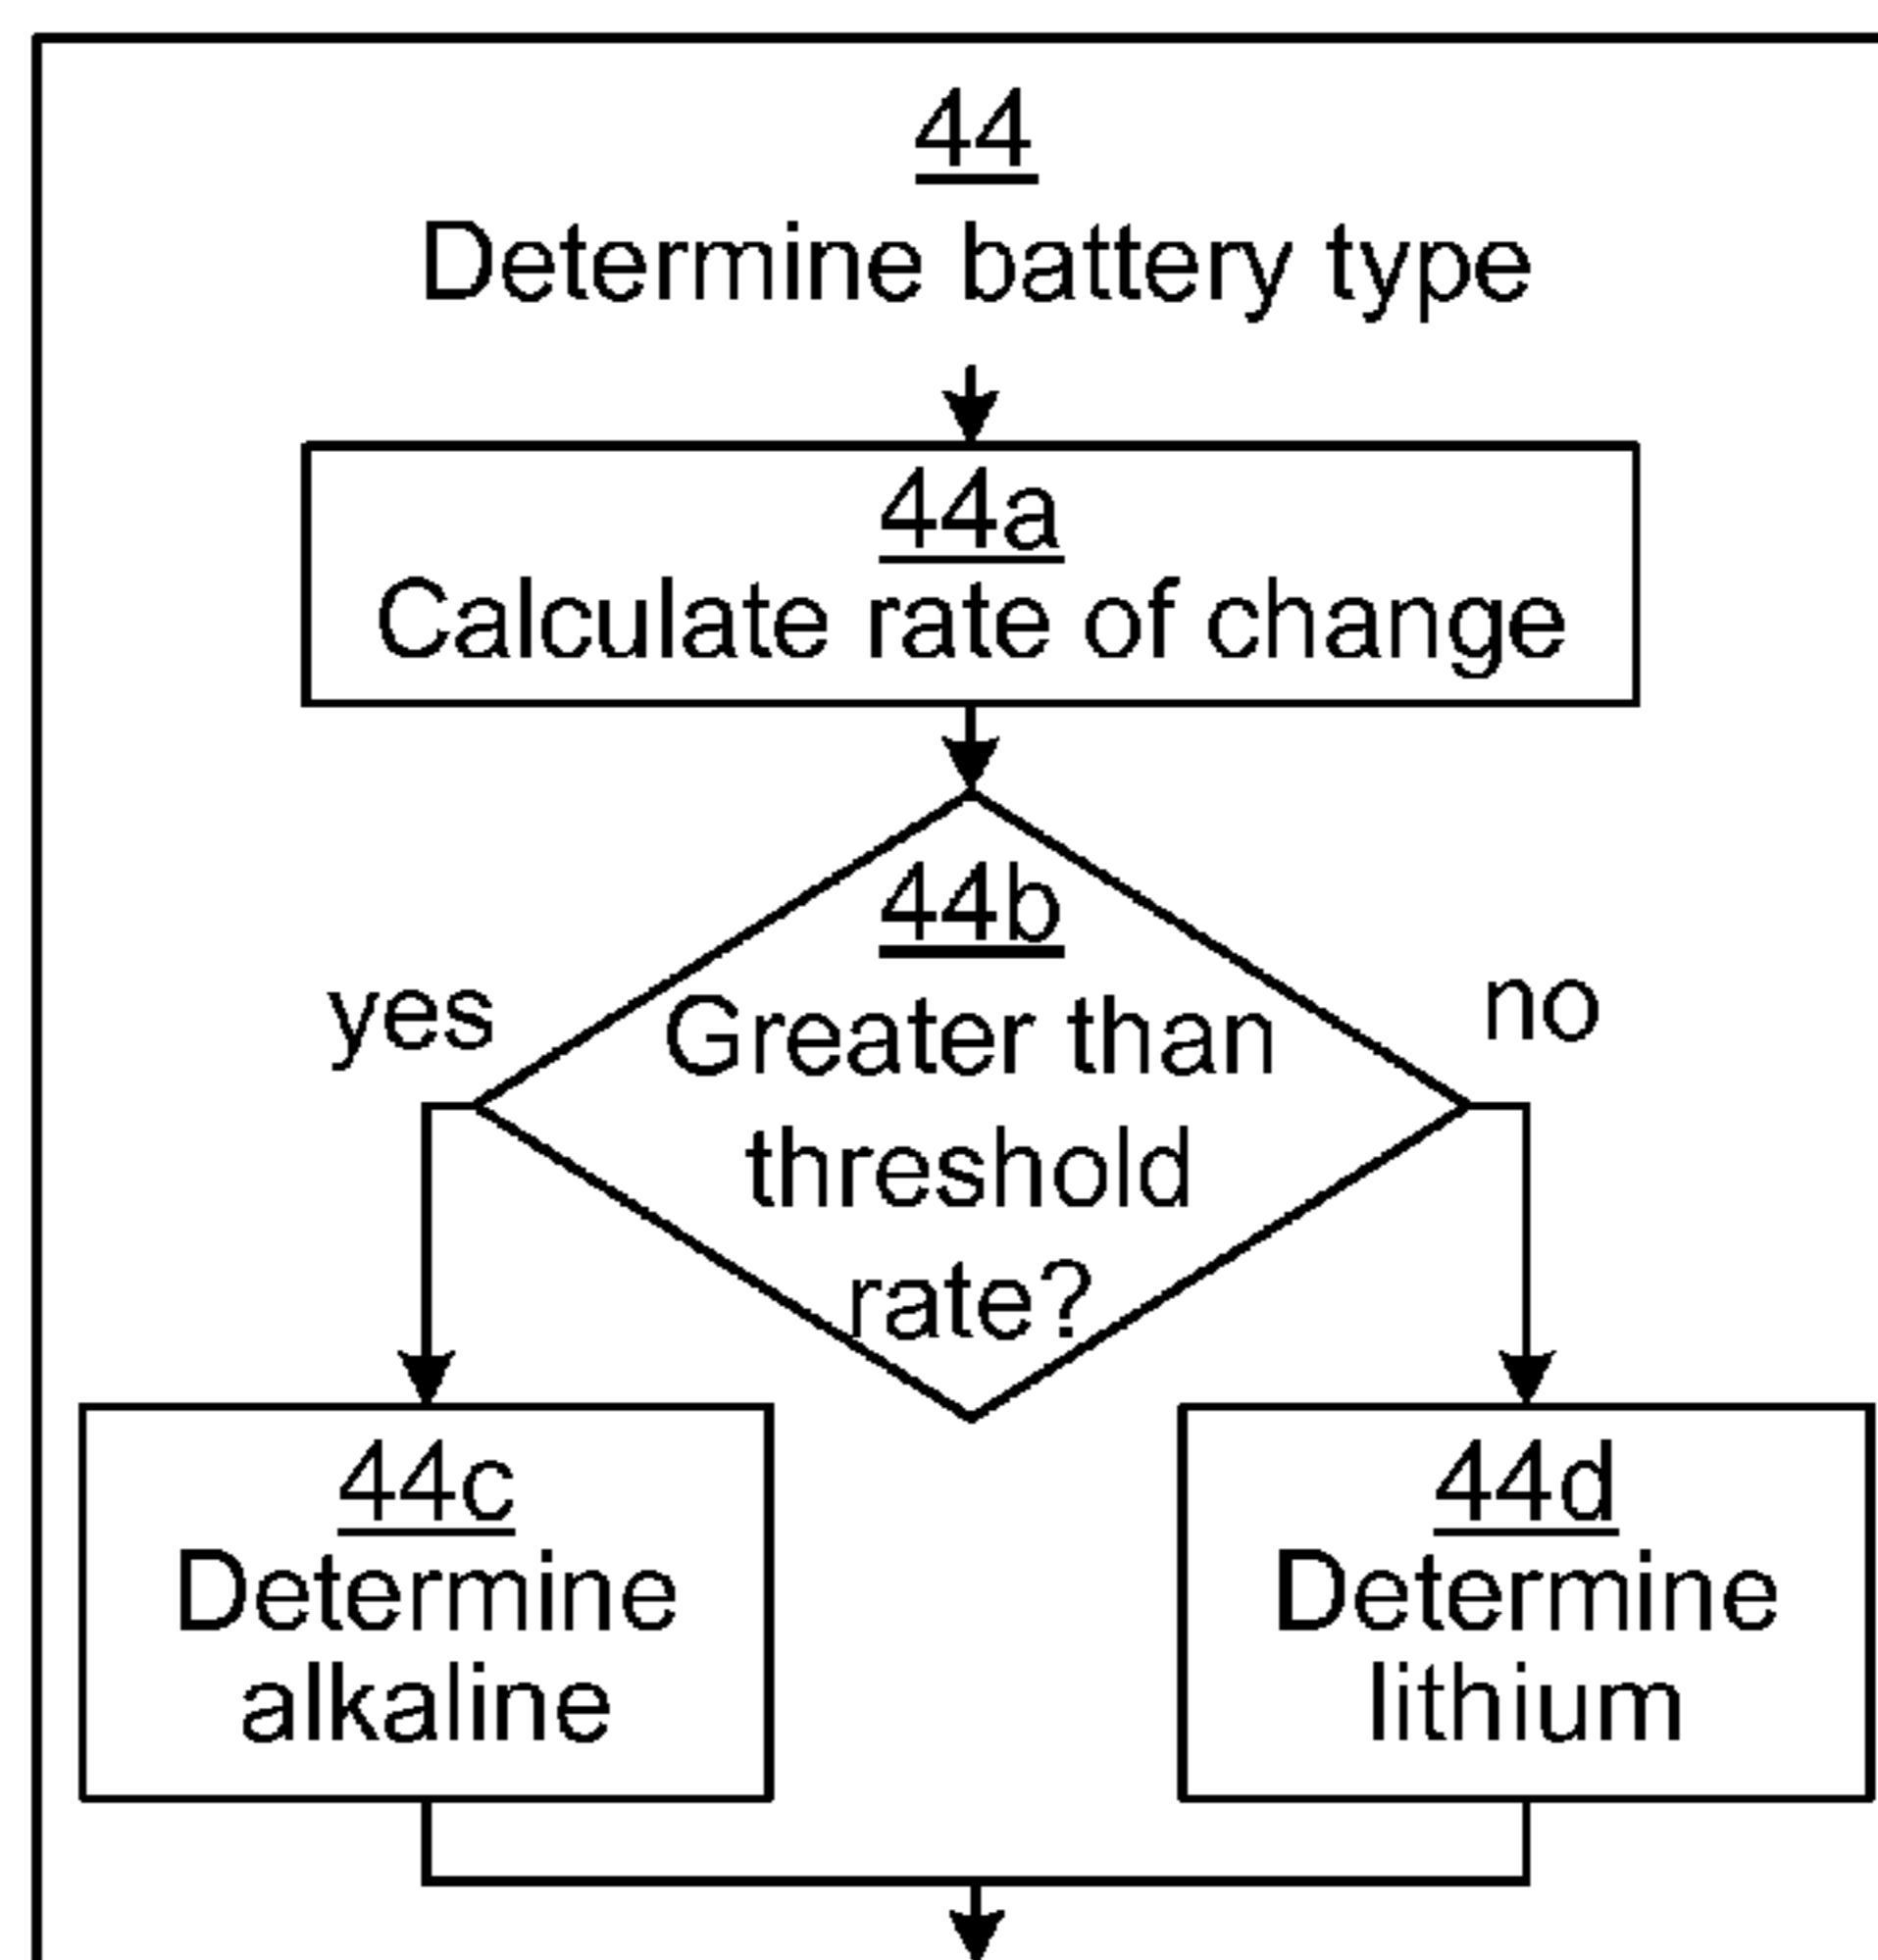 44
Determine battery type
44a
Calculate rate of change
44b
Greater than
threshold
rate?
yes
no
44c
Determine
alkaline
44d
Determine
lithium